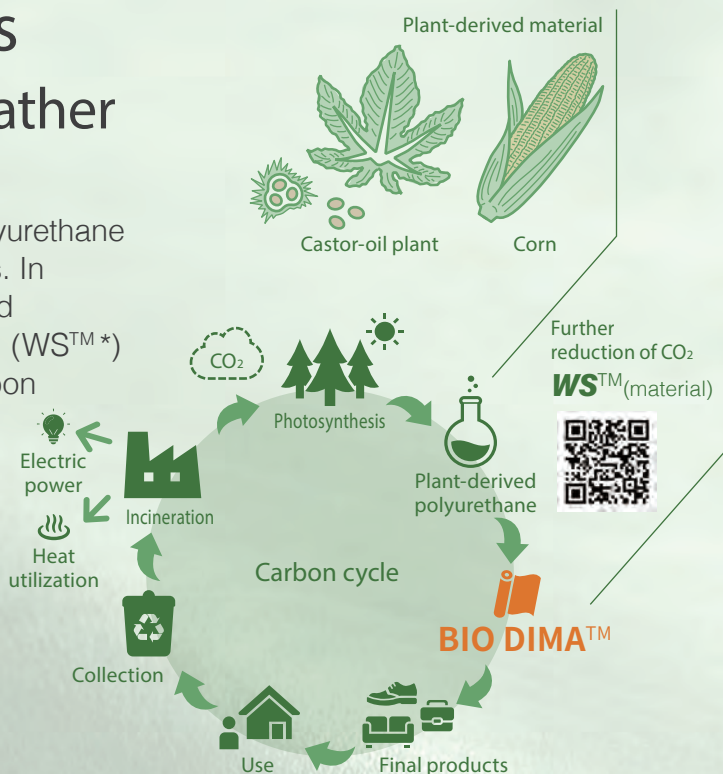 s
ather
yurethane
s. In
d
(WS™*)
bon
Plant-derived material
Castor-oil plant
Corn
Further
reduction of CO₂
WS™(material)
CO₂
Photosynthesis
Plant-derived
polyurethane
BIO DIMA™
Final products
Use
Collection
Incineration
Electric
power
Heat
utilization
Carbon cycle